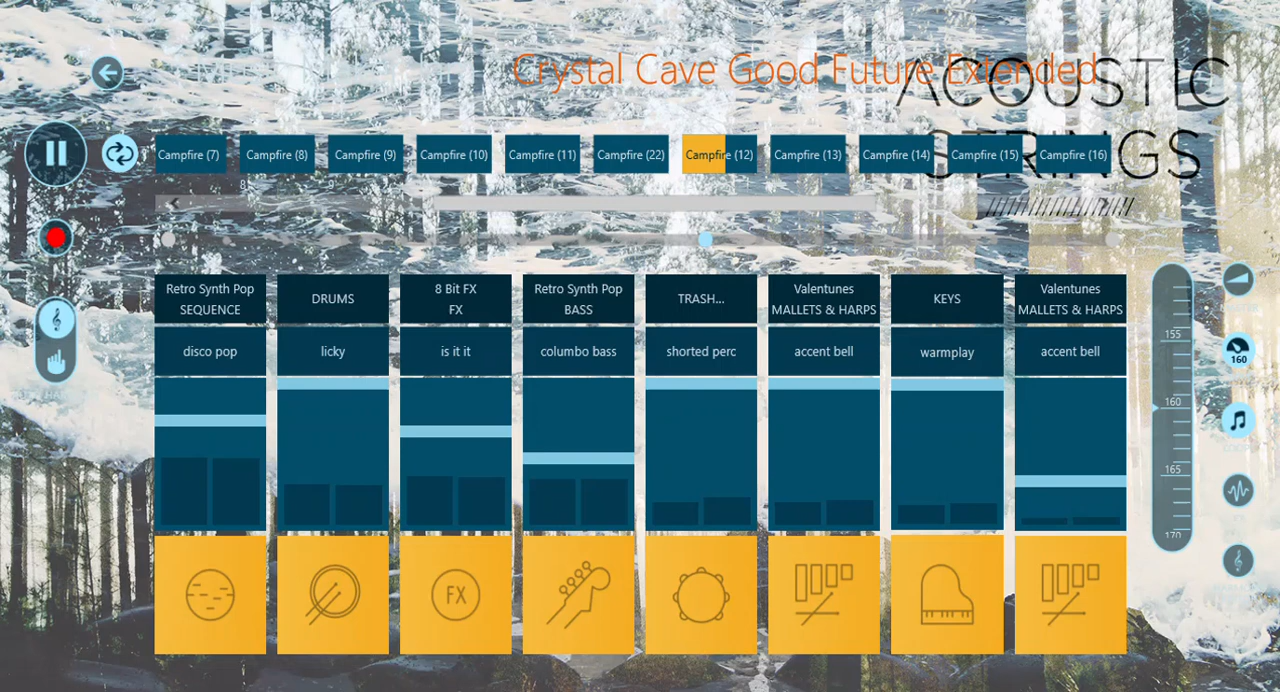 Crystal Cave Good Future Extended
ACOUSTIC
STRINGS
Campfire (7)
Campfire (8)
Campfire (9)
Campfire (10)
Campfire (11)
Campfire (22)
Campfire (12)
Campfire (13)
Campfire (14)
Campfire (15)
Campfire (16)
Retro Synth Pop
SEQUENCE
DRUMS
8 Bit FX
FX
Retro Synth Pop
BASS
TRASH...
Valentunes
MALLETS & HARPS
KEYS
Valentunes
MALLETS & HARPS
disco pop
licky
is it it
columbo bass
shorted perc
accent bell
warmplay
accent bell
155
160
165
170
160
FX